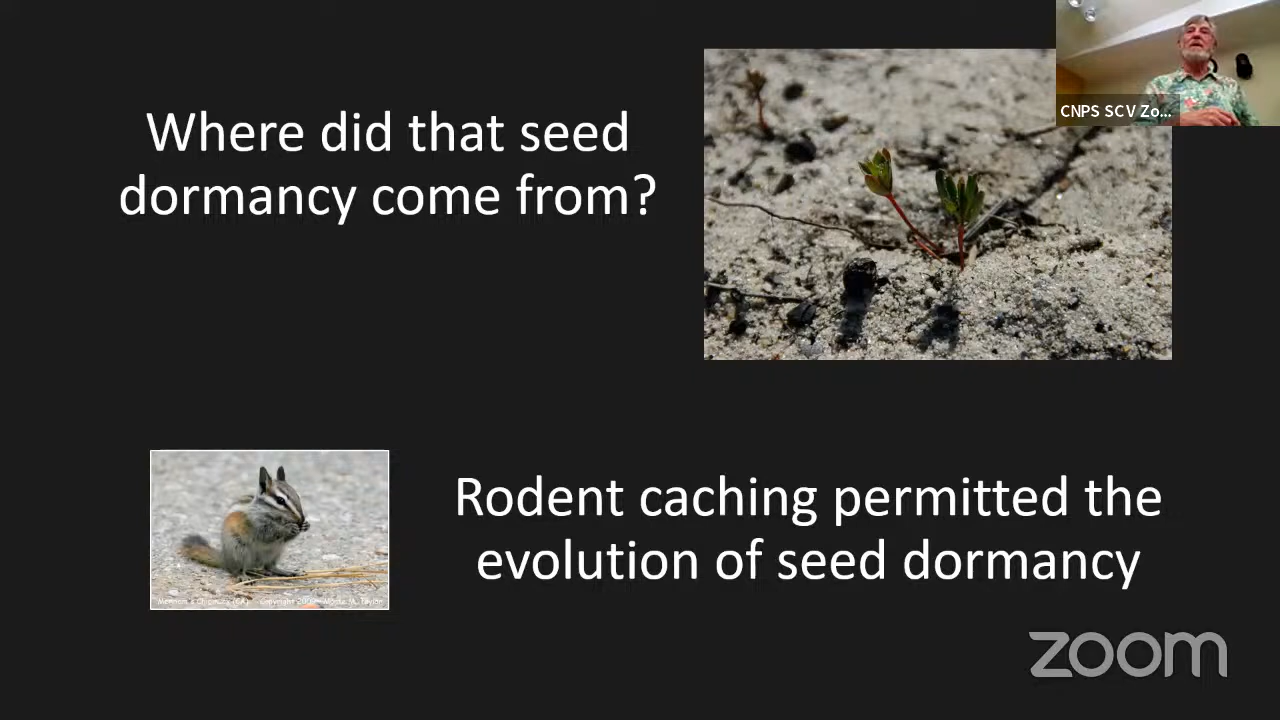 Where did that seed
dormancy come from?
CNPS SCV Zo...
Rodent caching permitted the
evolution of seed dormancy
zoom